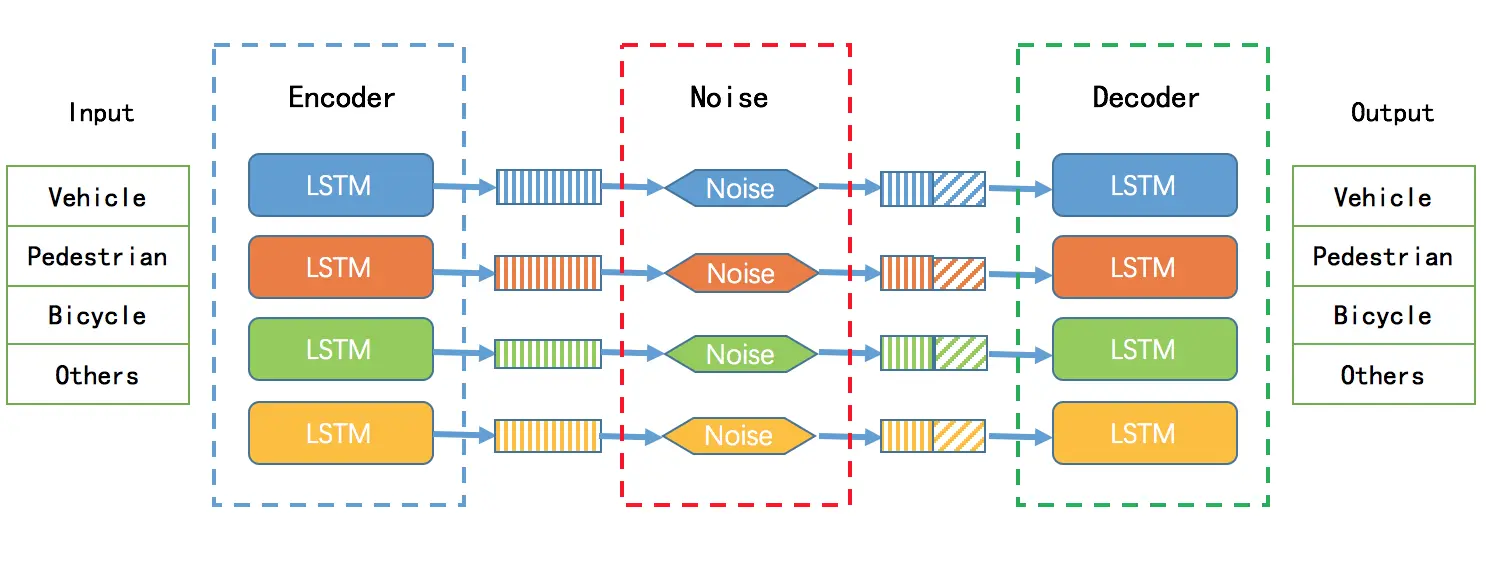 Input
Vehicle
Pedestrian
Bicycle
Others
Encoder
LSTM
LSTM
LSTM
LSTM
Noise
Noise
Noise
Noise
Noise
Decoder
LSTM
LSTM
LSTM
LSTM
Output
Vehicle
Pedestrian
Bicycle
Others